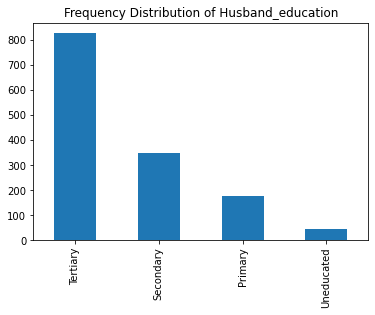 Frequency Distribution of Husband_education
800
700
600
500
400
300
200
100
0
Tertiary
Secondary
Primary
Uneducated